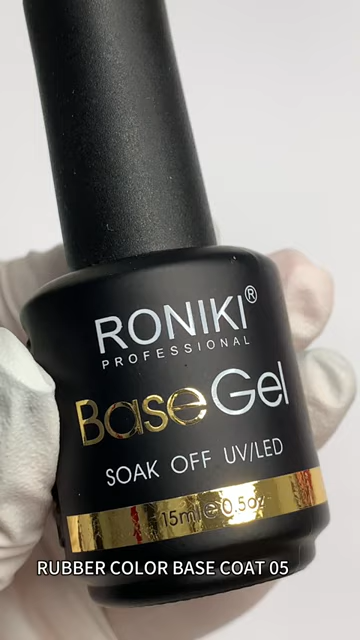 RONIKI®
PROFESSIONAL
Base Gel
SOAK OFF UV/LED
15ml ℮ 0.5oz
RUBBER COLOR BASE COAT 05